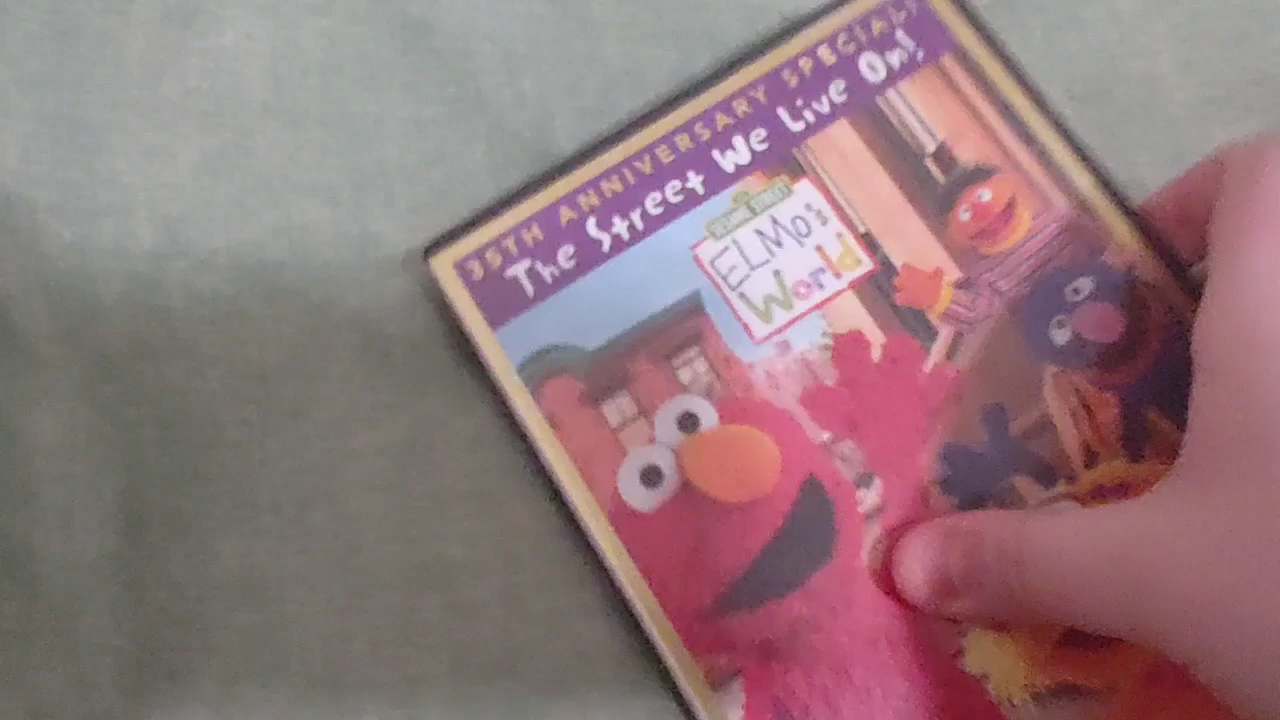 35TH ANNIVERSARY SPECIAL!
The Street We Live On!
SESAME STREET
ELMO's
World